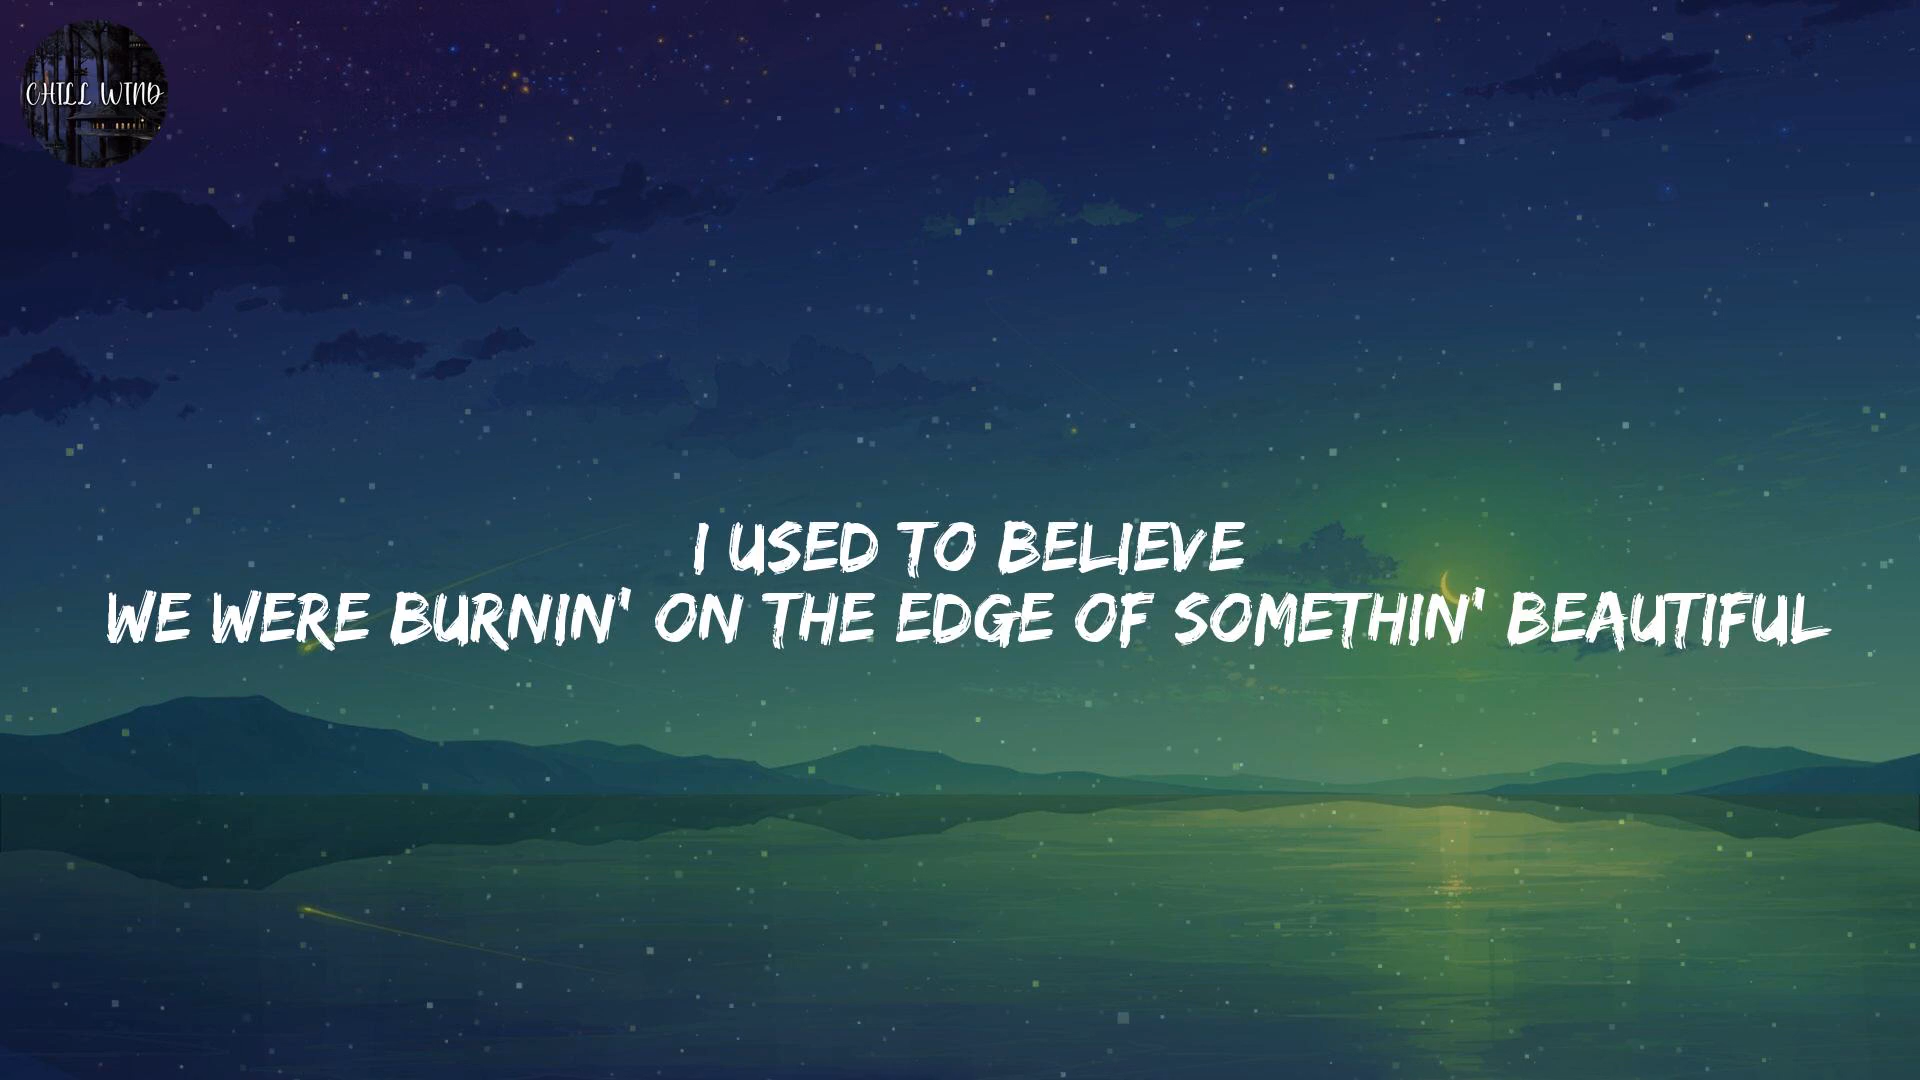 CHILL WIND
I USED TO BELIEVE
WE WERE BURNIN' ON THE EDGE OF SOMETHIN' BEAUTIFUL